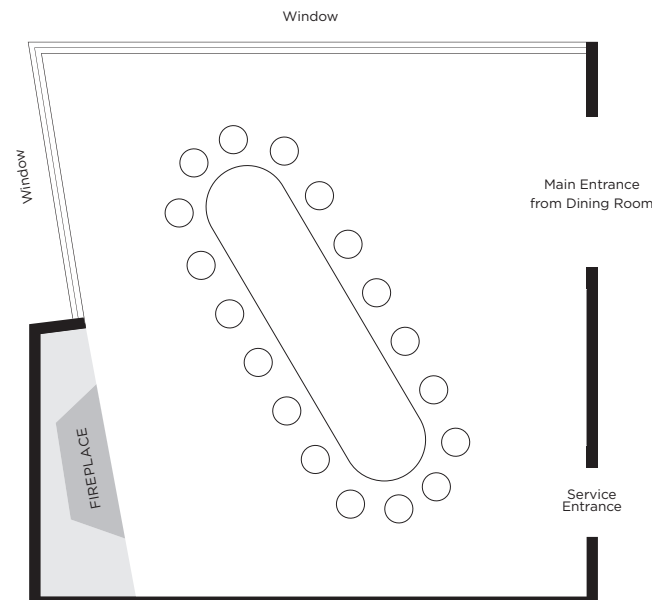 Window
Window
Main Entrance
from Dining Room
FIREPLACE
Service
Entrance